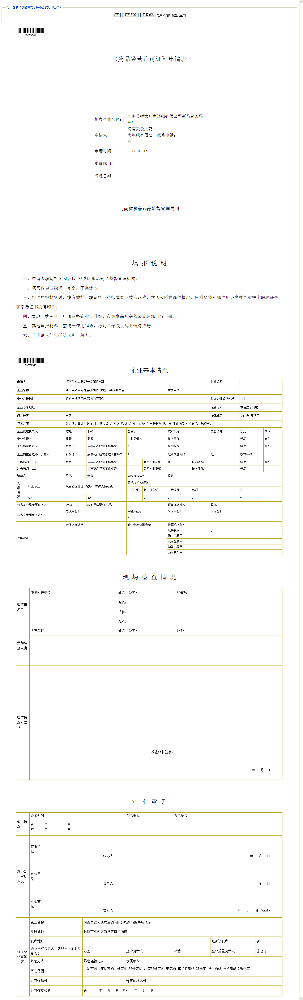 打印控制（该区域内容将不会被打印出来）
打印 打印预览 页面设置 页眉和页脚设置为空白
GOPVVGE2
《药品经营许可证》申请表
拟办企业名称： 河南美锐大药房连锁有限公司新马路菜场
分店
河南美锐大药
申请人： 房连锁有限公 联系电话：
司
申请时间： 2017-01-09
受理部门：
受理日期：
河南省食品药品监督管理局制
填 报 说 明
一、申请人填写封面和表1，报县区食品药品监督管理机构。
二、填写内容应准确、完整，不得涂改。
三、报送申报材料时，按有关栏目填写执业药师或专业技术职称、学历和所在岗位情况，应附执业药师注册证书或专业技术职称证书
和学历证书的复印件。
四、本表一式三份，申请开办企业、县级、市级食品药品监督管理部门各一份。
五、其他申报材料，应统一使用A4纸，标明目录及页码并装订成册。
六、“申请人”包括法人和自然人。
GOPVVGE2
企业基本情况
申请人 河南美锐大药房连锁有限公司 邮政编码
企业名称 河南美锐大药房连锁有限公司新马路菜场分店 隶属单位
企业注册地址 信阳市浉河区新马路口门面房 拟办企业经济性质 企业
企业仓库地址 经营方式 零售连锁门店
所在地区 市区 所属地区 信阳市 师河区
经营范围 处方药、非处方药 : 处方药 非处方药 乙类非处方药 中成药 化学药制剂 抗生素 生化药品 生物制品（除疫苗）
企业法定代表人 陈虹 职务 董事长 技术职称 主管药师 学历 本科
企业负责人 祁静 职务 企业负责人 技术职称 学历 专科
企业质量负责人 张祖芳 从事药品经营工作年限 2 技术职称 学历 本科
企业质量管理部门负责人 张祖芳 从事药品经营管理工作年限 2 是否执业药师 是 技术职称
驻店药师（一） 张祖芳 从事药品经营工作年限 2 是否执业药师 是 技术职称 学历 本科
驻店药师（二） 从事药品经营工作年限 是否执业药师 技术职称 学历
联系人 赵砚 电话 13937680490 传真
人员情况 职工总数 从事质量管理、验收、养护人员总数 药学技术人员数
主任药师 副主任药师 主管药师 药师 药士
4人 3人 0 0 0 0 0
药品营业场所面积（m2） 70.2 辅助用房面积（m2） 0 药品配送形式 自配
药品仓库面积（m2） 总使用面积 常温库面积 阴凉库面积 冷库面积
0 0 0
设施设备 仓储设施设备 验收养护仪器设备 计算机（台）
配备总量 2
购进记录用
入库验收用
销售记录用
出库复核用
现 场 检 查 情 况
检查组成员 成员所在单位 姓名（签字） 检查项目
组长：
组员：
组员：
参加检查人员 所在单位 姓名（签字） 职务
检查情况及结论
检查组长签字：
年 月 日
审 批 意 见
公示情况 公示时间 公示形式 公示结果
自： 年 月 日
至： 年 月 日
发证部门审批意见 审查意见 经办人： 年 月 日
审核意见 负责人： 年 月 日
审批意见 审批人： 年 月 日（公章）
许可登记事项内容 企业名称 河南美锐大药房连锁有限公司新马路菜场分店
注册地址 信阳市浉河区新马路口门面房
仓库地址 是否设仓库 否
企业法定代表人（或非法人企业负责人） 陈虹 企业负责人 祁静 企业质量负责人 张祖芳
经营方式 零售连锁门店 隶属单位
经营范围 处方药、非处方药: 处方药 非处方药 乙类非处方药 中成药 化学药制剂 抗生素 生化药品 生物制品（除疫苗）
许可证编号 许可证流水号
许可证有效期 自： 年 月 日 至： 年 月 日